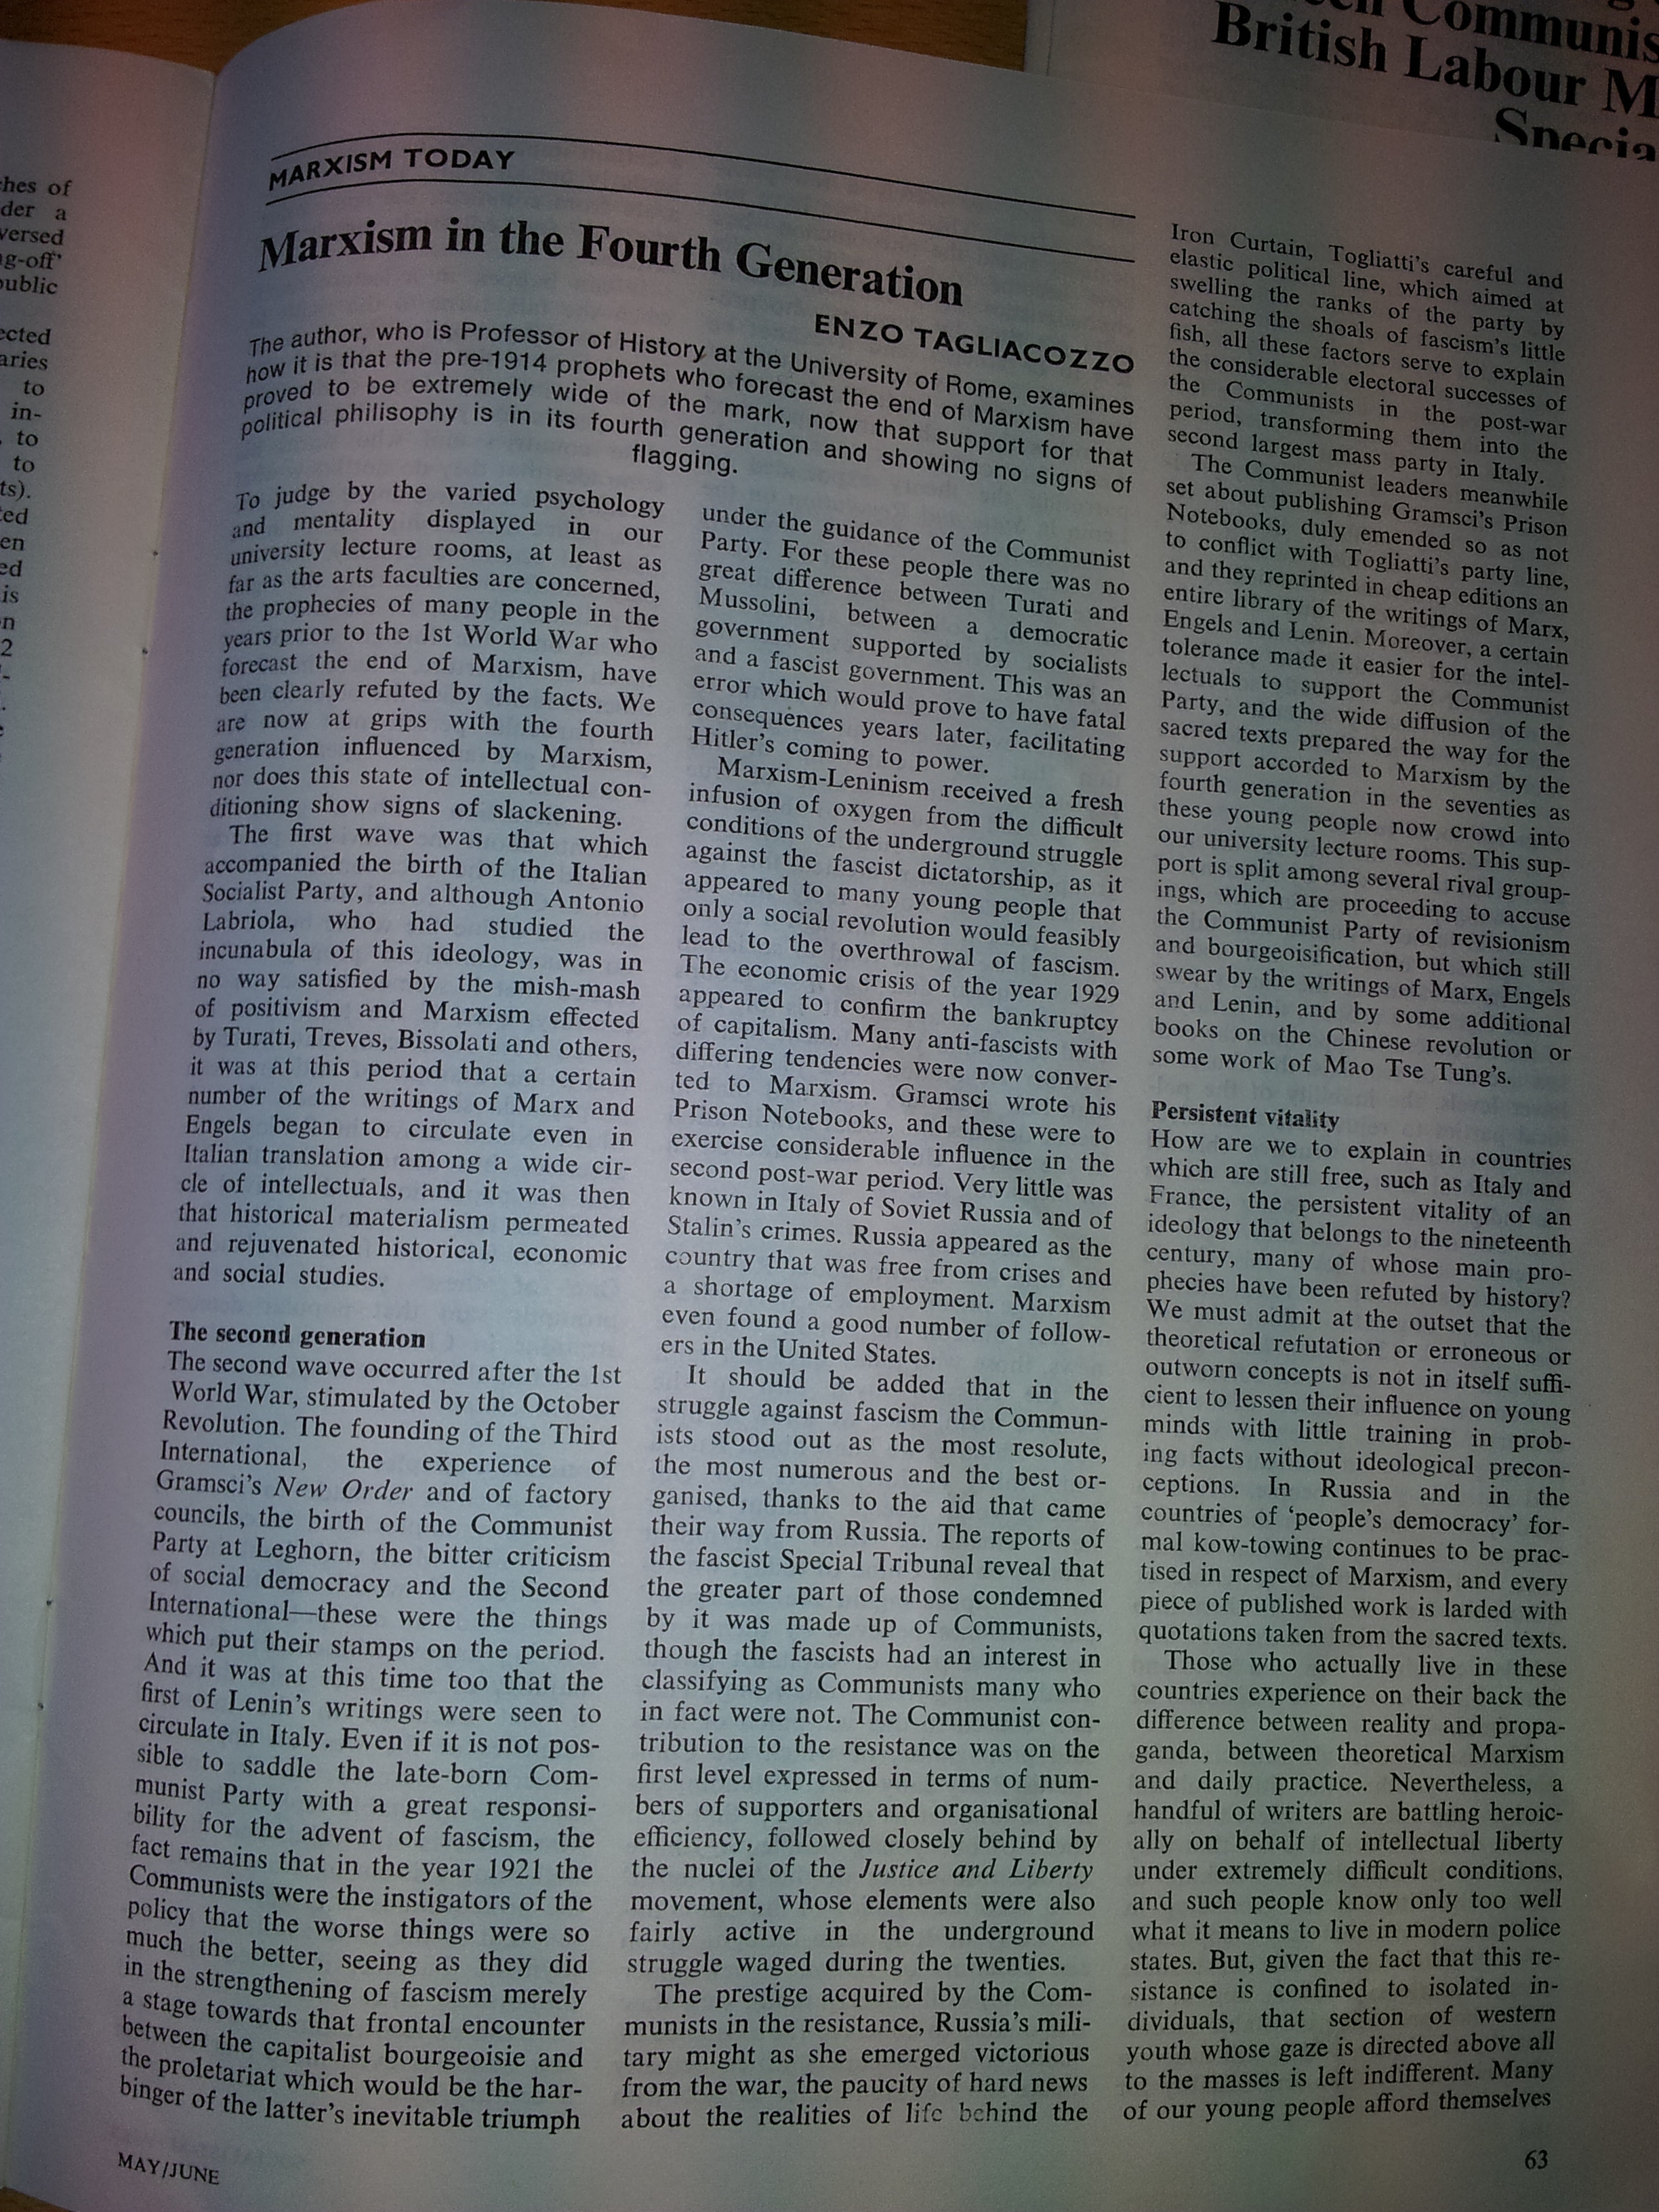 hes of
der a
versed
g-off'
public
ected
aries
to
in-
to
to
ts).
ted
en
ed
is
n
2
Communis
British Labour M
Specia
MARXISM TODAY
Marxism in the Fourth Generation
ENZO TAGLIACOZZO
The author, who is Professor of History at the University of Rome, examines
how it is that the pre-1914 prophets who forecast the end of Marxism have
proved to be extremely wide of the mark, now that support for that
political philisophy is in its fourth generation and showing no signs of
flagging.
To judge by the varied psychology
and mentality displayed in our
university lecture rooms, at least as
far as the arts faculties are concerned,
the prophecies of many people in the
years prior to the 1st World War who
forecast the end of Marxism, have
been clearly refuted by the facts. We
are now at grips with the fourth
generation influenced by Marxism,
nor does this state of intellectual con-
ditioning show signs of slackening.
The first wave was that which
accompanied the birth of the Italian
Socialist Party, and although Antonio
Labriola, who had studied the
incunabula of this ideology, was in
no way satisfied by the mish-mash
of positivism and Marxism effected
by Turati, Treves, Bissolati and others,
it was at this period that a certain
number of the writings of Marx and
Engels began to circulate even in
Italian translation among a wide cir-
cle of intellectuals, and it was then
that historical materialism permeated
and rejuvenated historical, economic
and social studies.
The second generation
The second wave occurred after the 1st
World War, stimulated by the October
Revolution. The founding of the Third
International, the experience of
Gramsci's New Order and of factory
councils, the birth of the Communist
Party at Leghorn, the bitter criticism
of social democracy and the Second
International—these were the things
which put their stamps on the period.
And it was at this time too that the
first of Lenin's writings were seen to
circulate in Italy. Even if it is not pos-
sible to saddle the late-born Com-
munist Party with a great responsi-
bility for the advent of fascism, the
fact remains that in the year 1921 the
Communists were the instigators of the
policy that the worse things were so
much the better, seeing as they did
in the strengthening of fascism merely
a stage towards that frontal encounter
between the capitalist bourgeoisie and
the proletariat which would be the har-
binger of the latter's inevitable triumph
under the guidance of the Communist
Party. For these people there was no
great difference between Turati and
Mussolini, between a democratic
government supported by socialists
and a fascist government. This was an
error which would prove to have fatal
consequences years later, facilitating
Hitler's coming to power.
Marxism-Leninism received a fresh
infusion of oxygen from the difficult
conditions of the underground struggle
against the fascist dictatorship, as it
appeared to many young people that
only a social revolution would feasibly
lead to the overthrowal of fascism.
The economic crisis of the year 1929
appeared to confirm the bankruptcy
of capitalism. Many anti-fascists with
differing tendencies were now conver-
ted to Marxism. Gramsci wrote his
Prison Notebooks, and these were to
exercise considerable influence in the
second post-war period. Very little was
known in Italy of Soviet Russia and of
Stalin's crimes. Russia appeared as the
country that was free from crises and
a shortage of employment. Marxism
even found a good number of follow-
ers in the United States.
It should be added that in the
struggle against fascism the Commun-
ists stood out as the most resolute,
the most numerous and the best or-
ganised, thanks to the aid that came
their way from Russia. The reports of
the fascist Special Tribunal reveal that
the greater part of those condemned
by it was made up of Communists,
though the fascists had an interest in
classifying as Communists many who
in fact were not. The Communist con-
tribution to the resistance was on the
first level expressed in terms of num-
bers of supporters and organisational
efficiency, followed closely behind by
the nuclei of the Justice and Liberty
movement, whose elements were also
fairly active in the underground
struggle waged during the twenties.
The prestige acquired by the Com-
munists in the resistance, Russia's mili-
tary might as she emerged victorious
from the war, the paucity of hard news
about the realities of life behind the
Iron Curtain, Togliatti's careful and
elastic political line, which aimed at
swelling the ranks of the party by
catching the shoals of fascism's little
fish, all these factors serve to explain
the considerable electoral successes of
the Communists in the post-war
period, transforming them into the
second largest mass party in Italy.
The Communist leaders meanwhile
set about publishing Gramsci's Prison
Notebooks, duly emended so as not
to conflict with Togliatti's party line,
and they reprinted in cheap editions an
entire library of the writings of Marx,
Engels and Lenin. Moreover, a certain
tolerance made it easier for the intel-
lectuals to support the Communist
Party, and the wide diffusion of the
sacred texts prepared the way for the
support accorded to Marxism by the
fourth generation in the seventies as
these young people now crowd into
our university lecture rooms. This sup-
port is split among several rival group-
ings, which are proceeding to accuse
the Communist Party of revisionism
and bourgeoisification, but which still
swear by the writings of Marx, Engels
and Lenin, and by some additional
books on the Chinese revolution or
some work of Mao Tse Tung's.
Persistent vitality
How are we to explain in countries
which are still free, such as Italy and
France, the persistent vitality of an
ideology that belongs to the nineteenth
century, many of whose main pro-
phecies have been refuted by history?
We must admit at the outset that the
theoretical refutation or erroneous or
outworn concepts is not in itself suffi-
cient to lessen their influence on young
minds with little training in prob-
ing facts without ideological precon-
ceptions. In Russia and in the
countries of 'people's democracy' for-
mal kow-towing continues to be prac-
tised in respect of Marxism, and every
piece of published work is larded with
quotations taken from the sacred texts.
Those who actually live in these
countries experience on their back the
difference between reality and propa-
ganda, between theoretical Marxism
and daily practice. Nevertheless, a
handful of writers are battling heroic-
ally on behalf of intellectual liberty
under extremely difficult conditions,
and such people know only too well
what it means to live in modern police
states. But, given the fact that this re-
sistance is confined to isolated in-
dividuals, that section of western
youth whose gaze is directed above all
to the masses is left indifferent. Many
of our young people afford themselves
MAY/JUNE
63